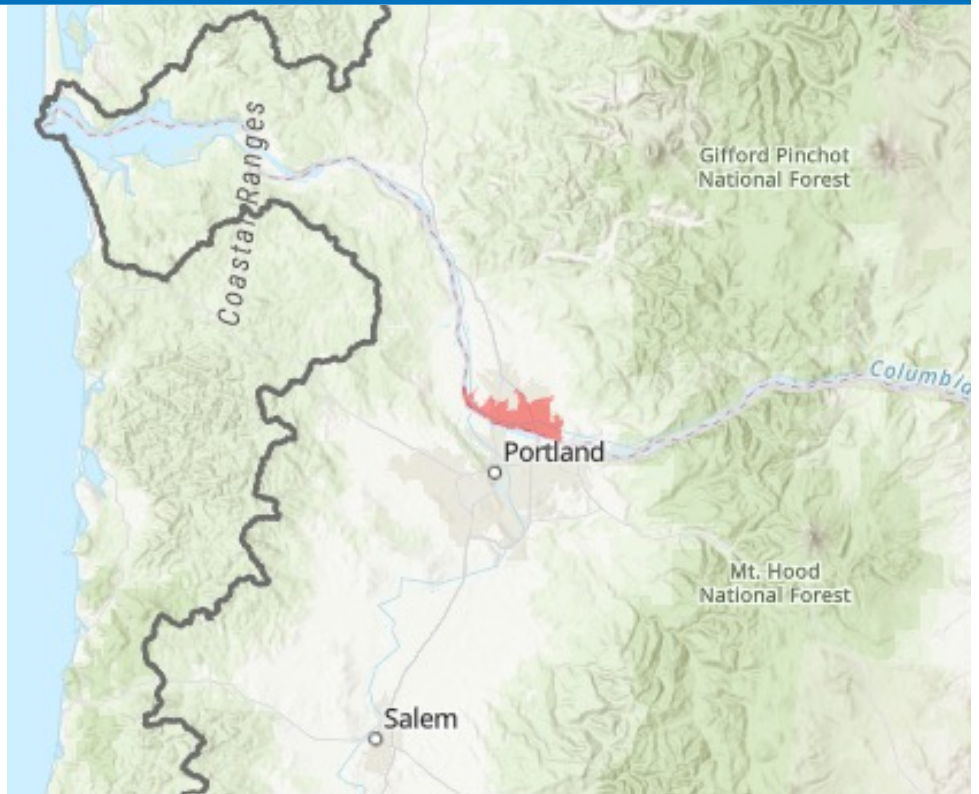 Coastal Ranges
Gifford Pinchot
National Forest
Columbia
Portland
Mt. Hood
National Forest
Salem